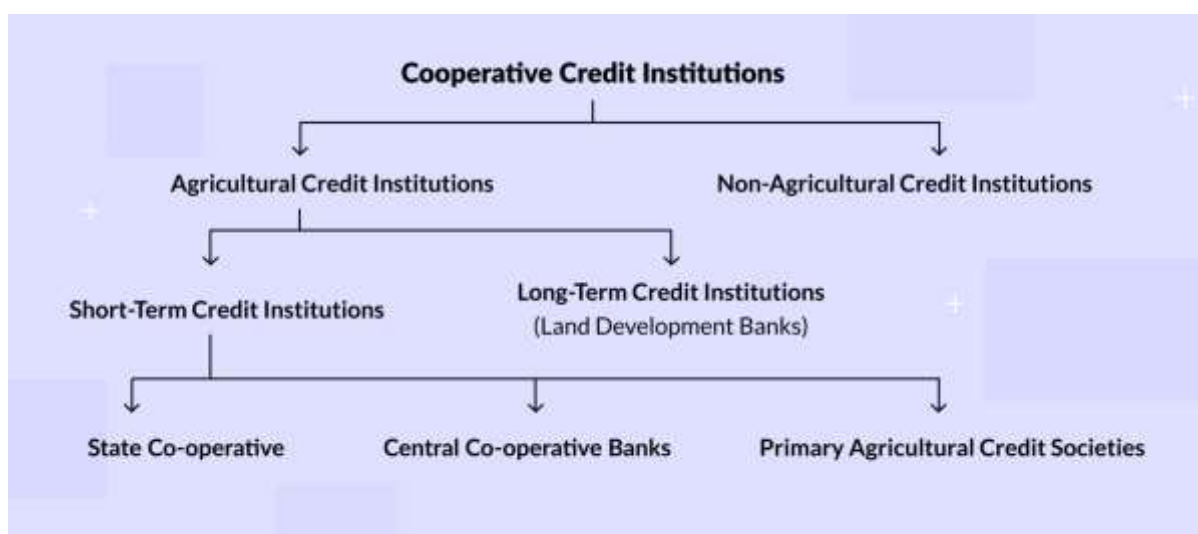 Cooperative Credit Institutions
Agricultural Credit Institutions
Non-Agricultural Credit Institutions
Short-Term Credit Institutions
Long-Term Credit Institutions
(Land Development Banks)
State Co-operative
Central Co-operative Banks
Primary Agricultural Credit Societies